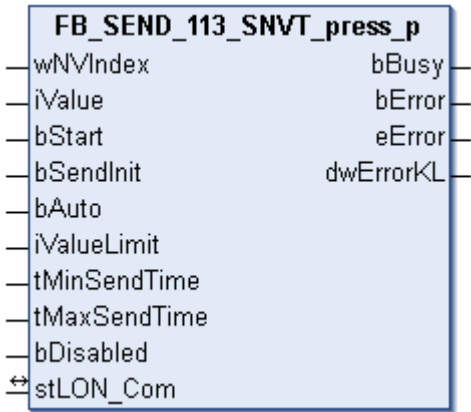 FB_SEND_113_SNVT_press_p
wNVIndex bBusy
iValue bError
bStart eError
bSendInit dwErrorKL
bAuto
iValueLimit
tMinSendTime
tMaxSendTime
bDisabled
↔ stLON_Com